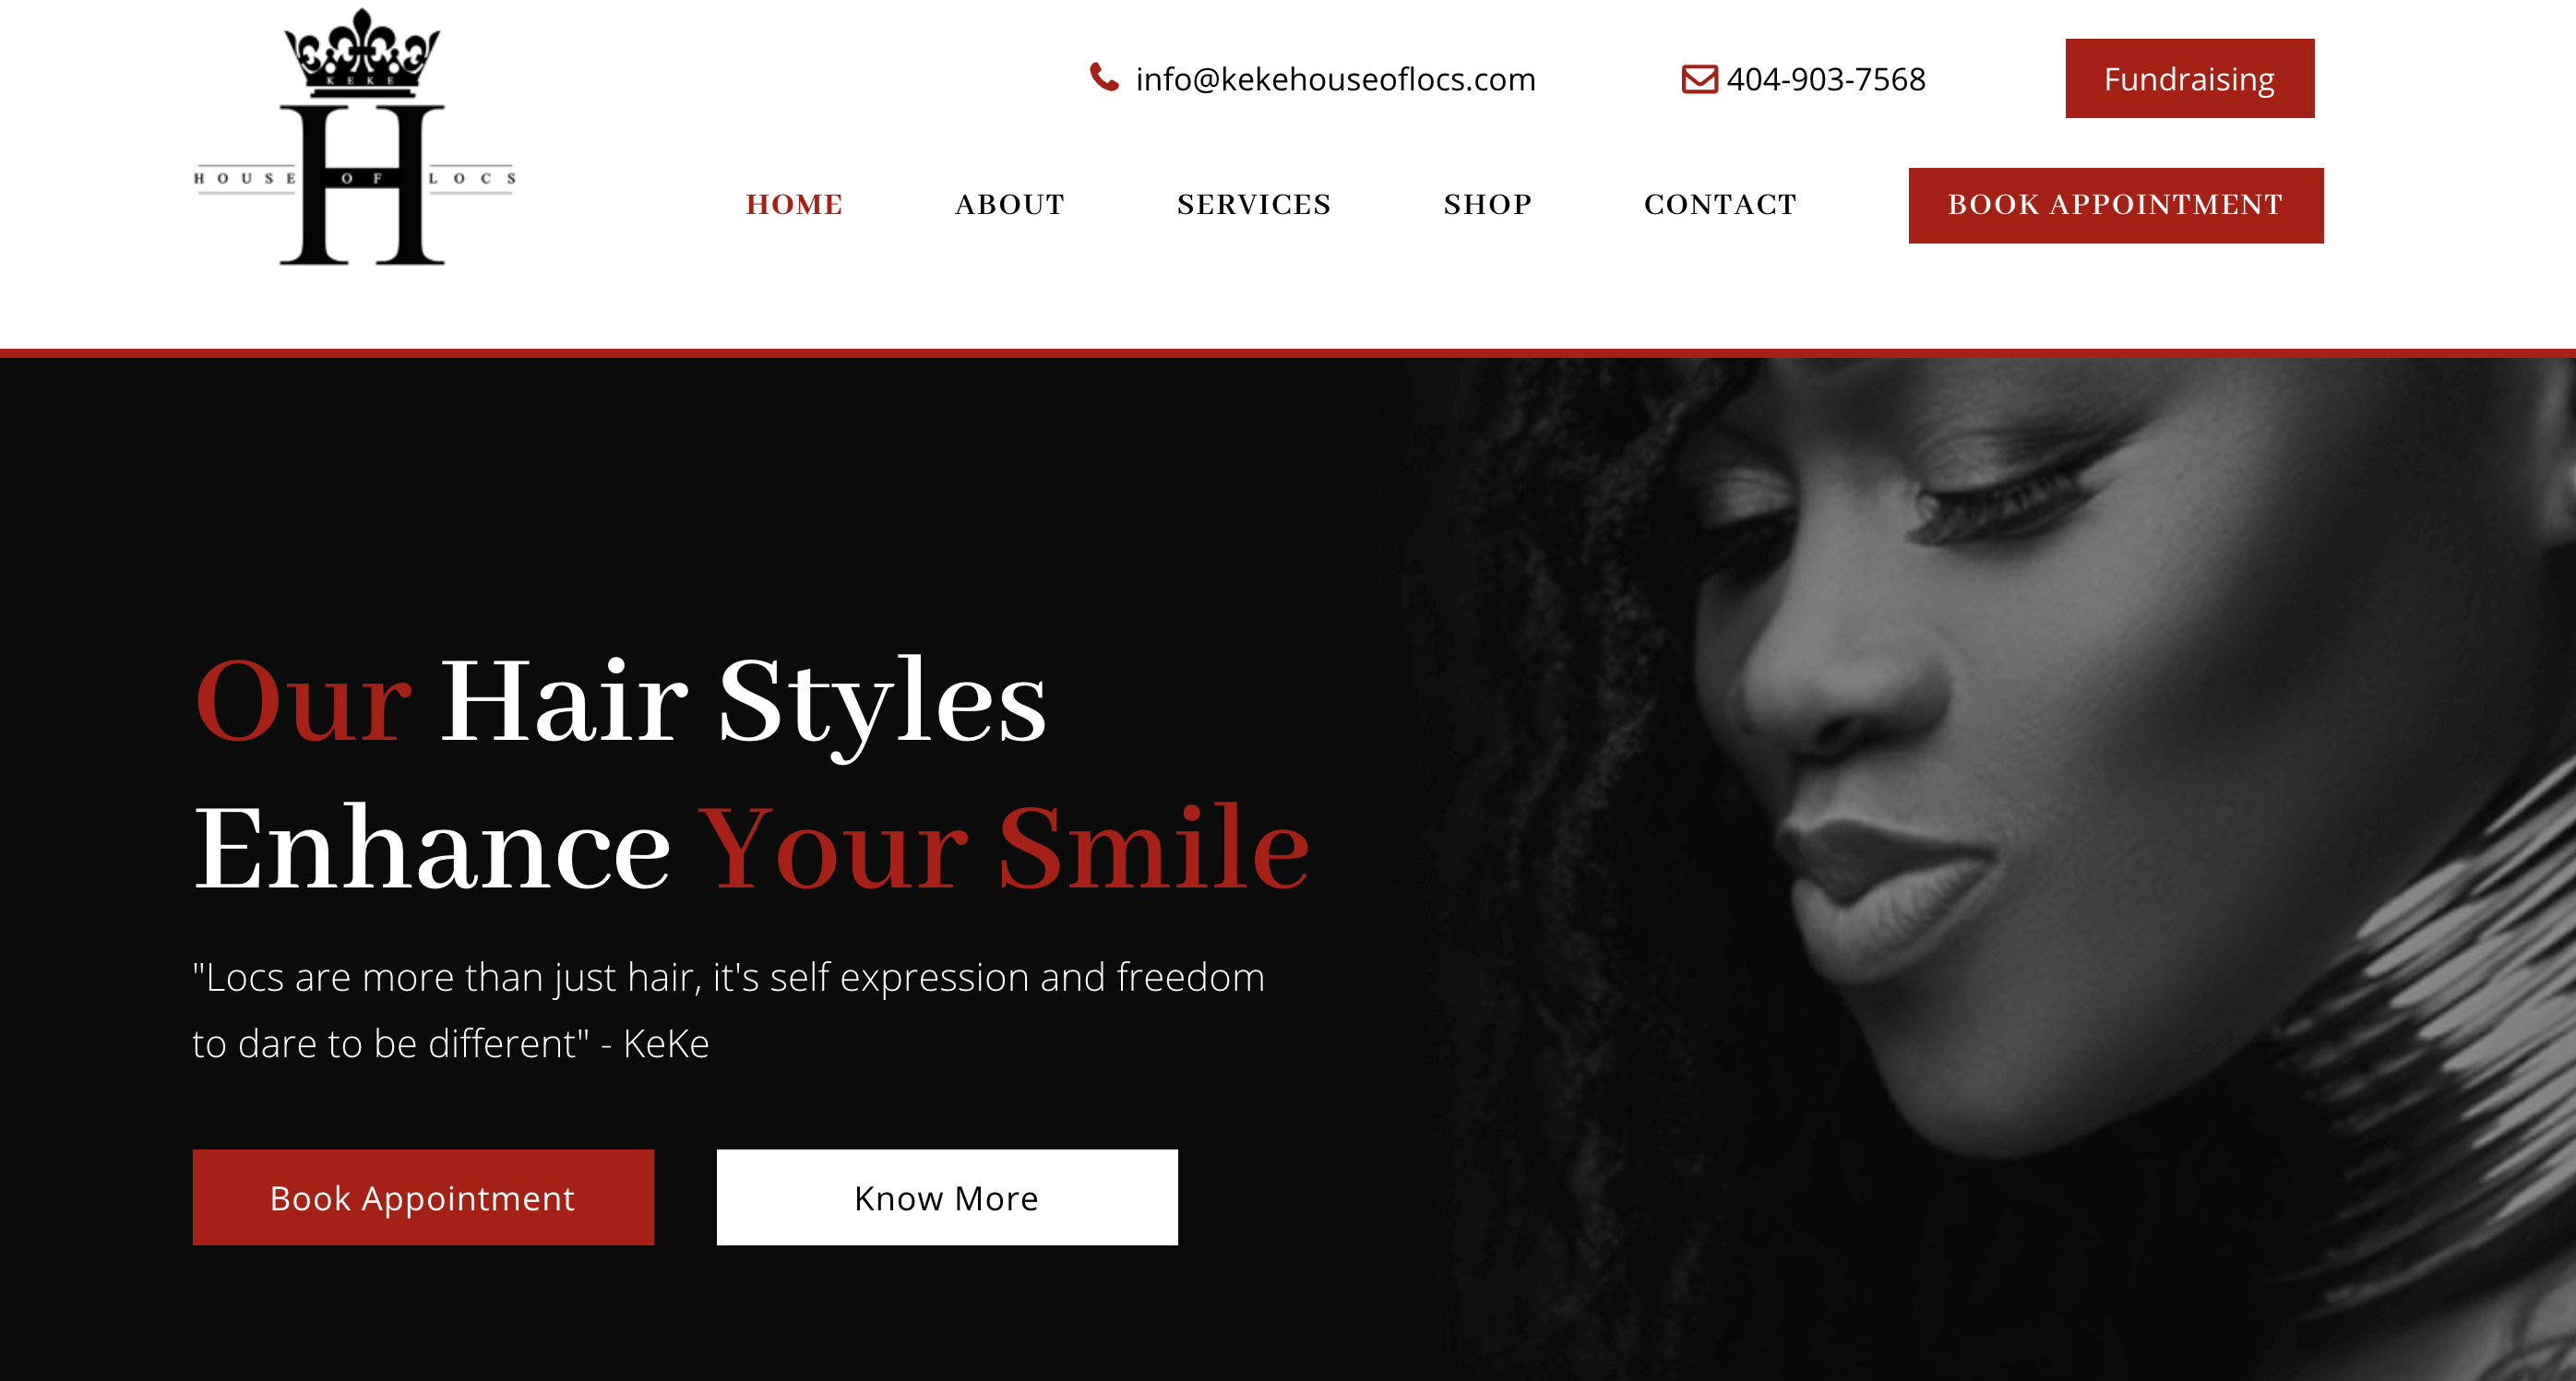 KEKE
HOUSE OF LOCS
info@kekehouseoflocs.com 404-903-7568 Fundraising
HOME ABOUT SERVICES SHOP CONTACT BOOK APPOINTMENT
Our Hair Styles
Enhance Your Smile
"Locs are more than just hair, it's self expression and freedom
to dare to be different" - KeKe
Book Appointment Know More